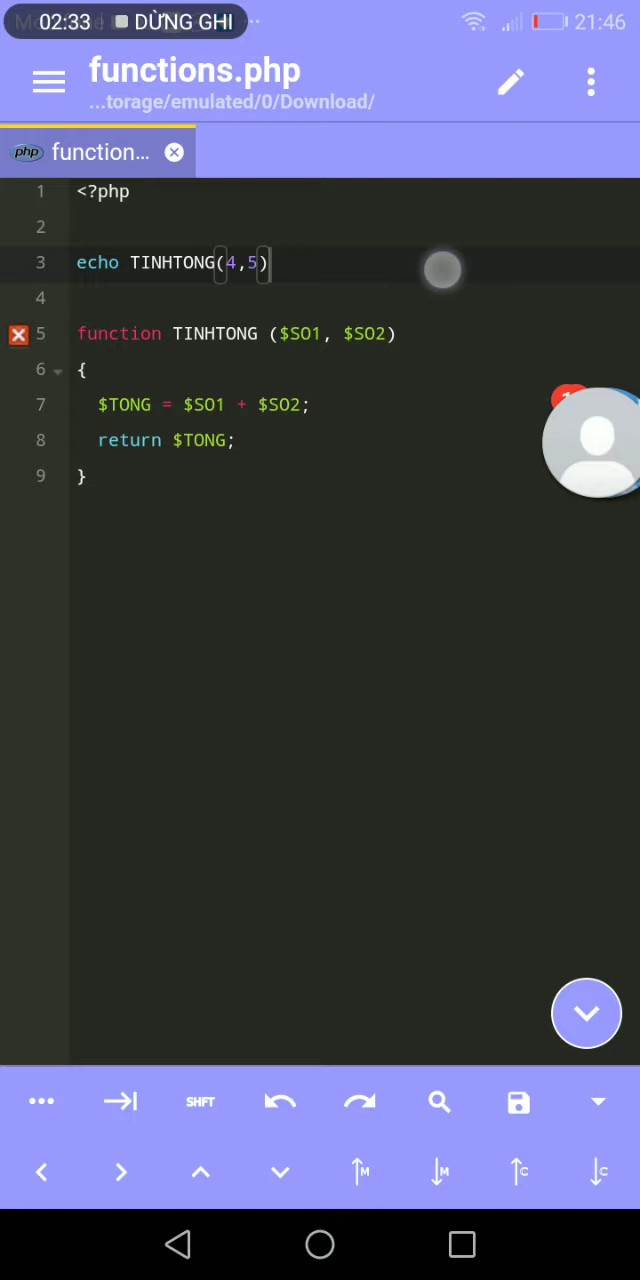 02:33 DỪNG GHI
21:46
functions.php
...torage/emulated/0/Download/
php function...
1 <?php
2
3 echo TINHTONG(4,5)
4
5 function TINHTONG ($SO1, $SO2)
6 {
7 $TONG = $SO1 + $SO2;
8 return $TONG;
9 }
SHFT
M M C C